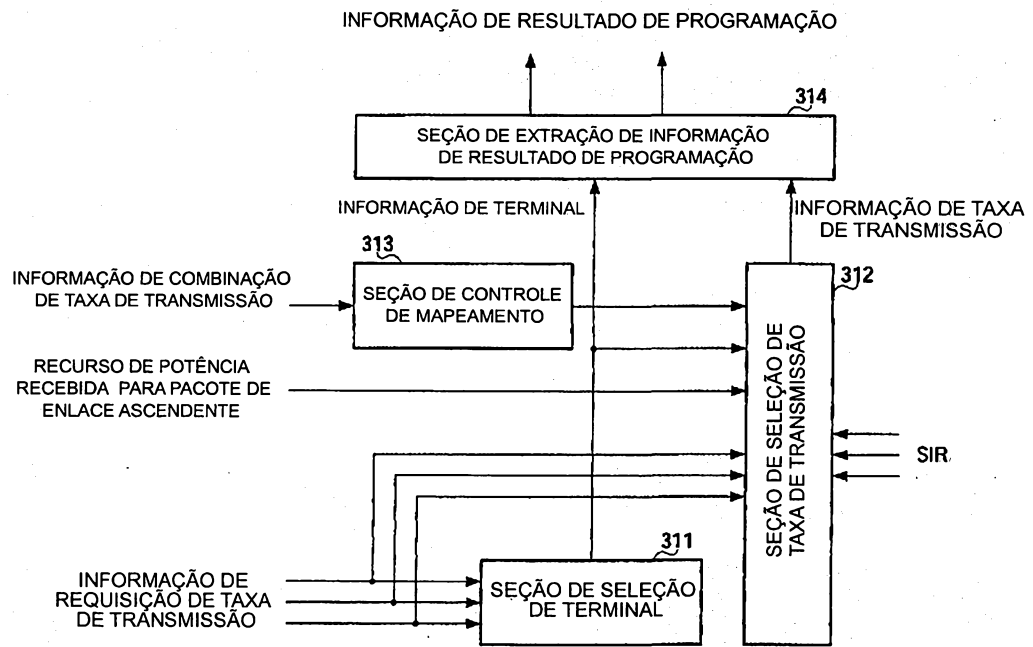 INFORMAÇÃO DE RESULTADO DE PROGRAMAÇÃO
314
SEÇÃO DE EXTRAÇÃO DE INFORMAÇÃO
DE RESULTADO DE PROGRAMAÇÃO
INFORMAÇÃO DE TERMINAL
INFORMAÇÃO DE TAXA
DE TRANSMISSÃO
313
312
INFORMAÇÃO DE COMBINAÇÃO
DE TAXA DE TRANSMISSÃO
SEÇÃO DE CONTROLE
DE MAPEAMENTO
RECURSO DE POTÊNCIA
RECEBIDA PARA PACOTE DE
ENLACE ASCENDENTE
SEÇÃO DE SELEÇÃO DE
TAXA DE TRANSMISSÃO
SIR
311
INFORMAÇÃO DE
REQUISIÇÃO DE TAXA
DE TRANSMISSÃO
SEÇÃO DE SELEÇÃO
DE TERMINAL